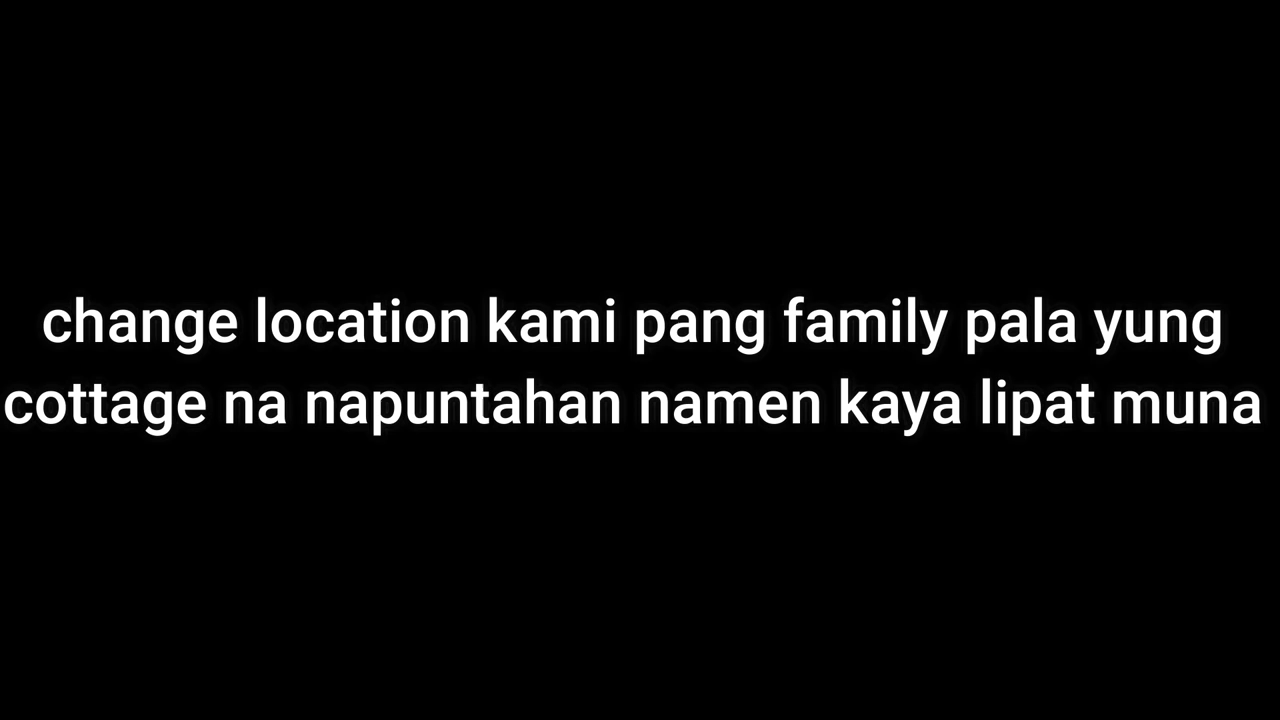 change location kami pang family pala yung
cottage na napuntahan namen kaya lipat muna